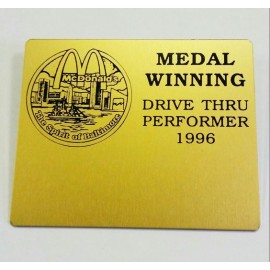 McDonald's
The Spirit of Baltimore
MEDAL
WINNING
DRIVE THRU
PERFORMER
1996